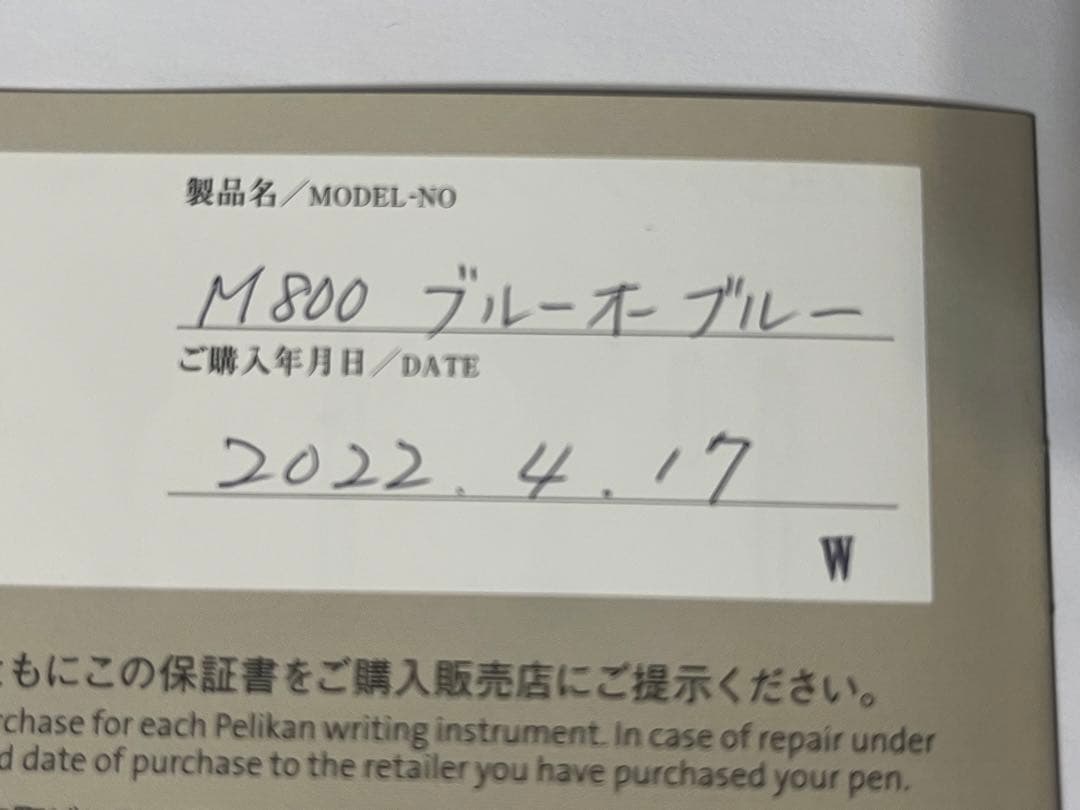 製品名／MODEL-NO
M800 ブルーオーブルー
ご購入年月日／DATE
2022.4.17
W
ともにこの保証書をご購入販売店にご提示ください。
rchase for each Pelikan writing instrument. In case of repair under
d date of purchase to the retailer you have purchased your pen.